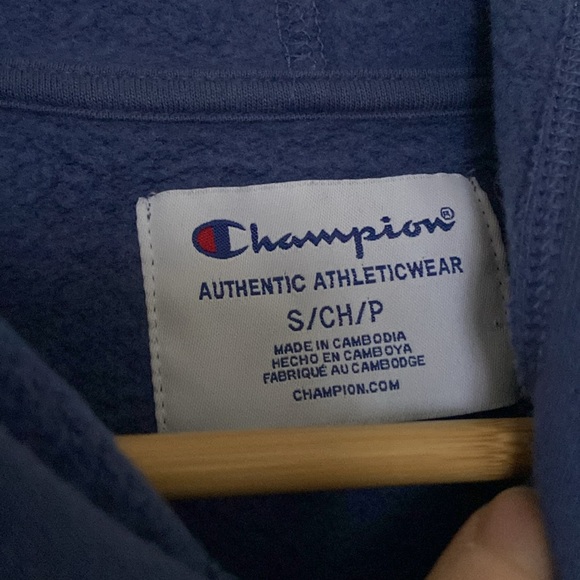 Champion®
AUTHENTIC ATHLETICWEAR
S/CH/P
MADE IN CAMBODIA
HECHO EN CAMBOYA
FABRIQUÉ AU CAMBODGE
CHAMPION.COM